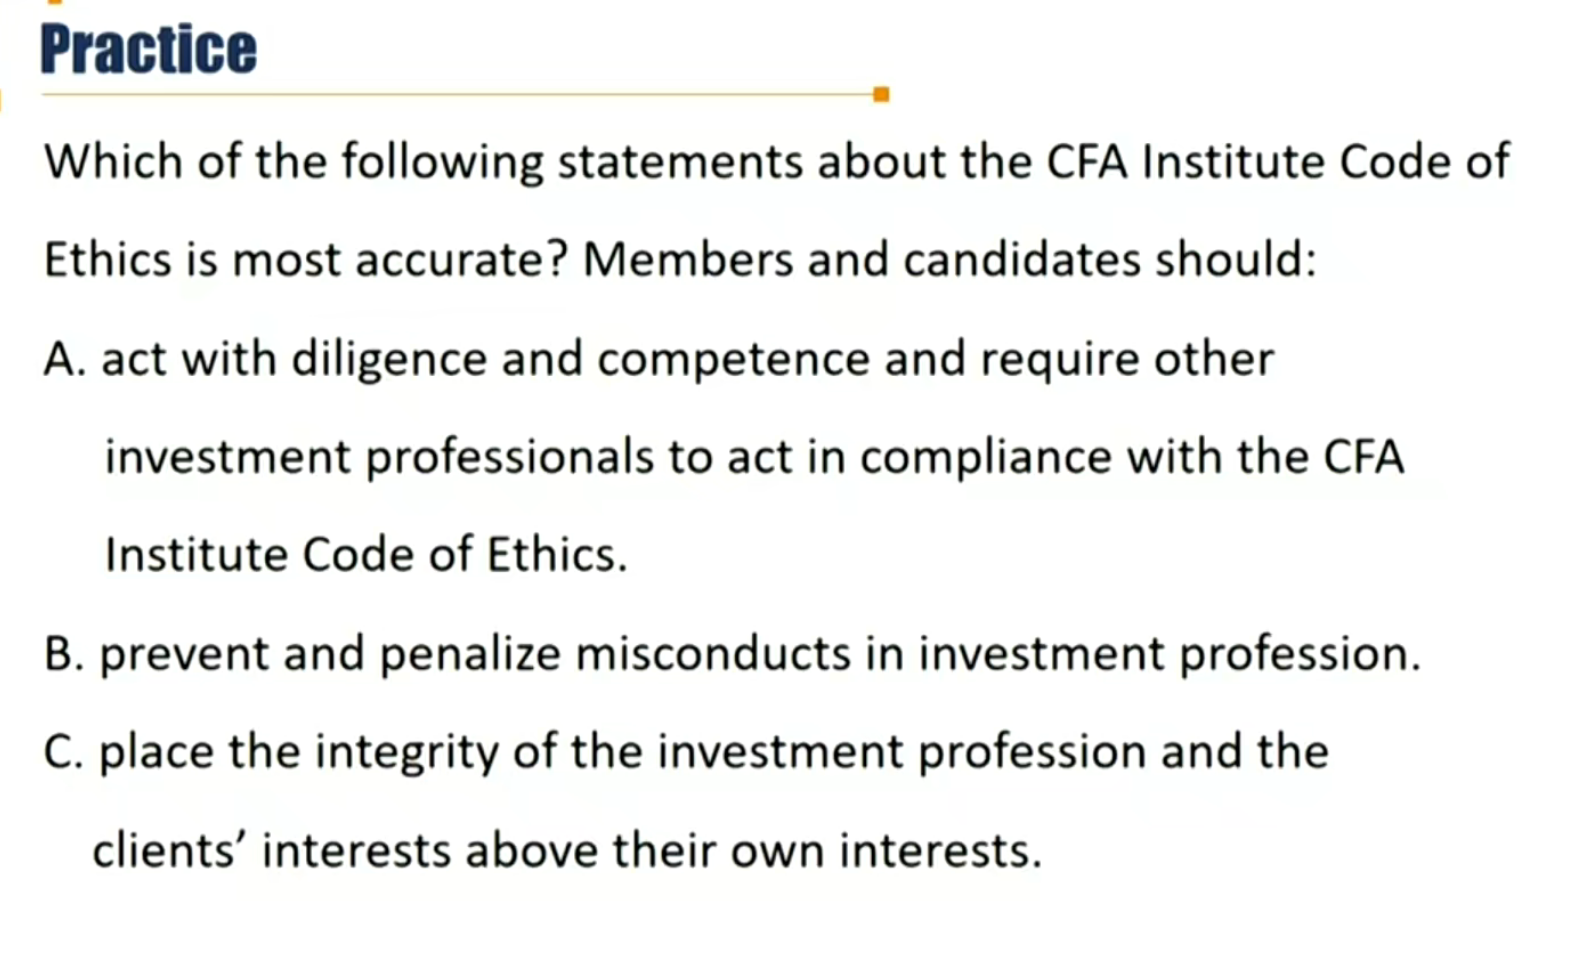 Practice
Which of the following statements about the CFA Institute Code of
Ethics is most accurate? Members and candidates should:
A. act with diligence and competence and require other
investment professionals to act in compliance with the CFA
Institute Code of Ethics.
B. prevent and penalize misconducts in investment profession.
C. place the integrity of the investment profession and the
clients’ interests above their own interests.